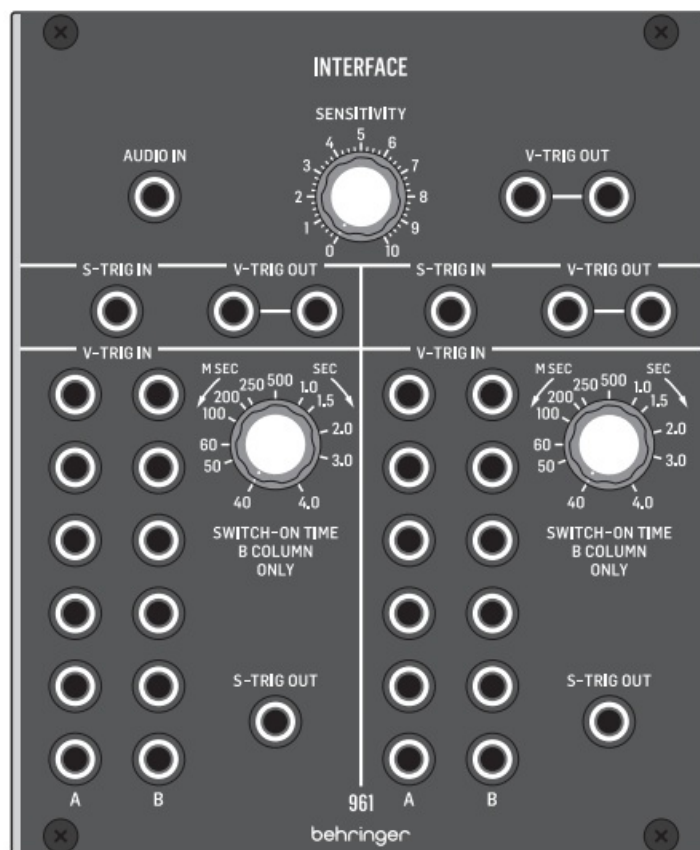 INTERFACE
SENSITIVITY
AUDIO IN
V-TRIG OUT
0 1 2 3 4 5 6 7 8 9 10
S-TRIG IN V-TRIG OUT S-TRIG IN V-TRIG OUT
V-TRIG IN V-TRIG IN
M SEC SEC
40 50 60 100 200 250 500 1.0 1.5 2.0 3.0 4.0
SWITCH-ON TIME
B COLUMN
ONLY
S-TRIG OUT
A B
M SEC SEC
40 50 60 100 200 250 500 1.0 1.5 2.0 3.0 4.0
SWITCH-ON TIME
B COLUMN
ONLY
S-TRIG OUT
A B
961
behringer